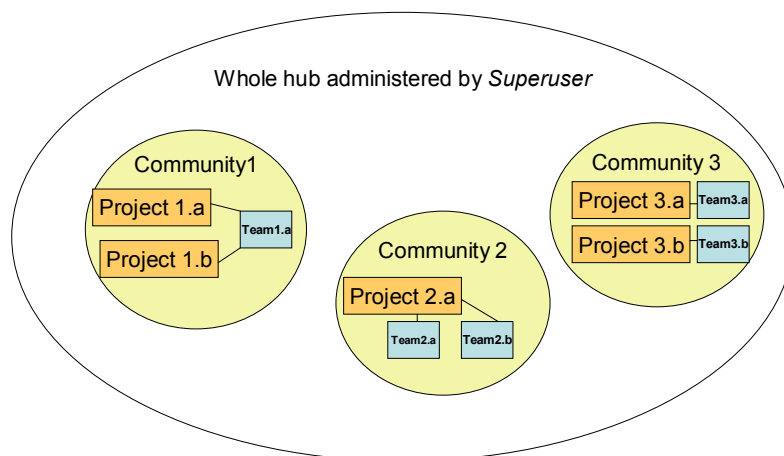 Whole hub administered by Superuser
Community1
Project 1.a
Team1.a
Project 1.b
Community 2
Project 2.a
Team2.a
Team2.b
Community 3
Project 3.a
Team3.a
Project 3.b
Team3.b